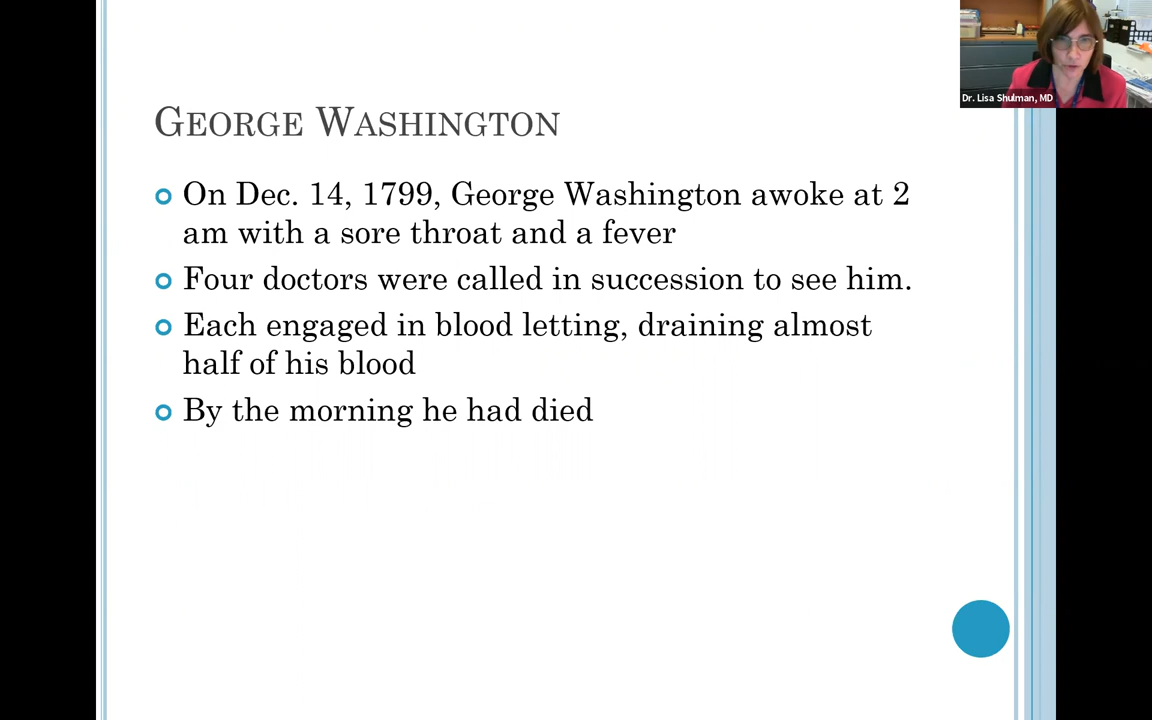 Dr. Lisa Shulman, MD
GEORGE WASHINGTON
On Dec. 14, 1799, George Washington awoke at 2
am with a sore throat and a fever
Four doctors were called in succession to see him.
Each engaged in blood letting, draining almost
half of his blood
By the morning he had died